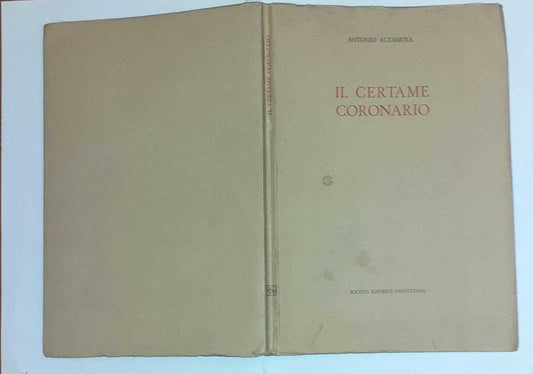 ANTONIO ALTAMURA
IL CERTAME
CORONARIO
SOCIETÀ EDITRICE NAPOLETANA
IL CERTAME CORONARIO